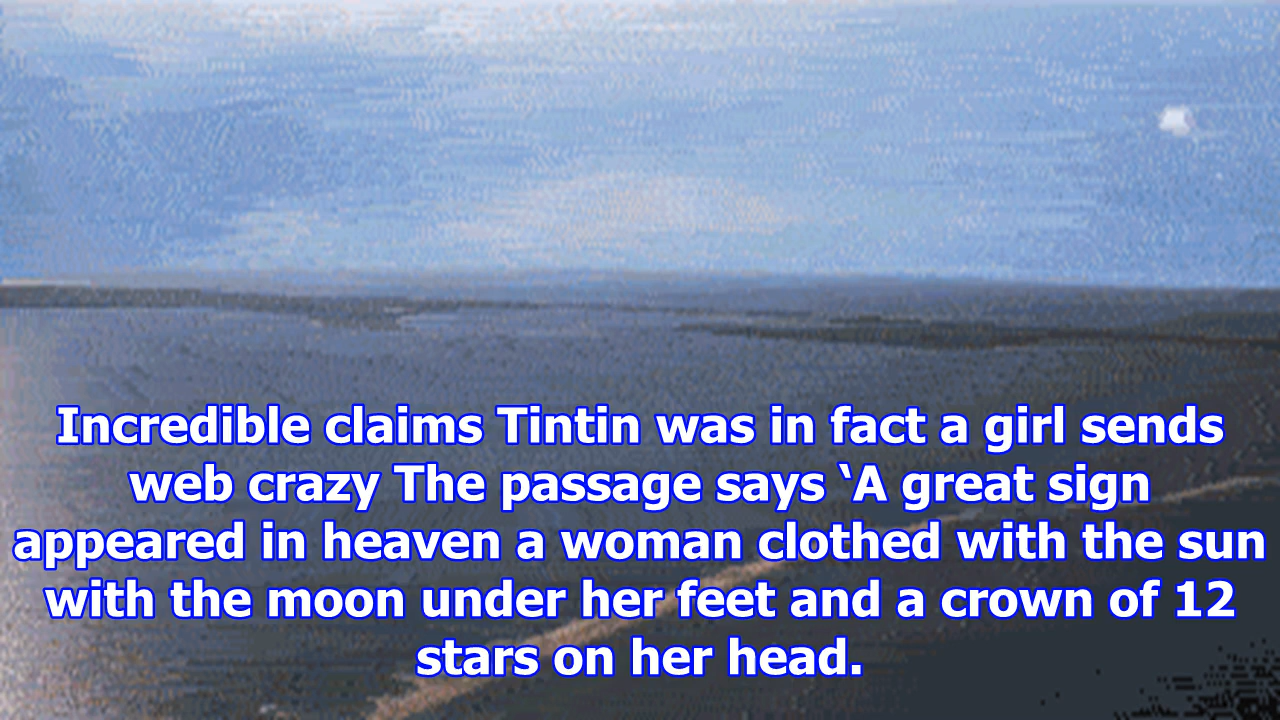 Incredible claims Tintin was in fact a girl sends
web crazy The passage says ‘A great sign
appeared in heaven a woman clothed with the sun
with the moon under her feet and a crown of 12
stars on her head.